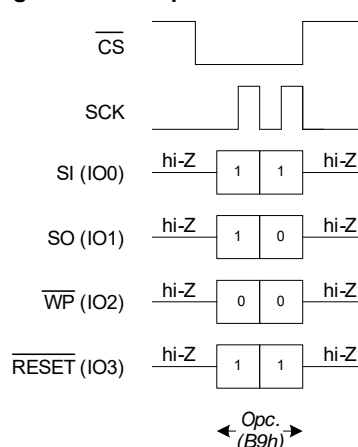 CS
SCK
hi-Z 1 1 hi-Z
SI (IO0)
hi-Z 1 0 hi-Z
SO (IO1)
hi-Z 0 0 hi-Z
WP (IO2)
hi-Z 1 1 hi-Z
RESET (IO3)
Opc.
(B9h)